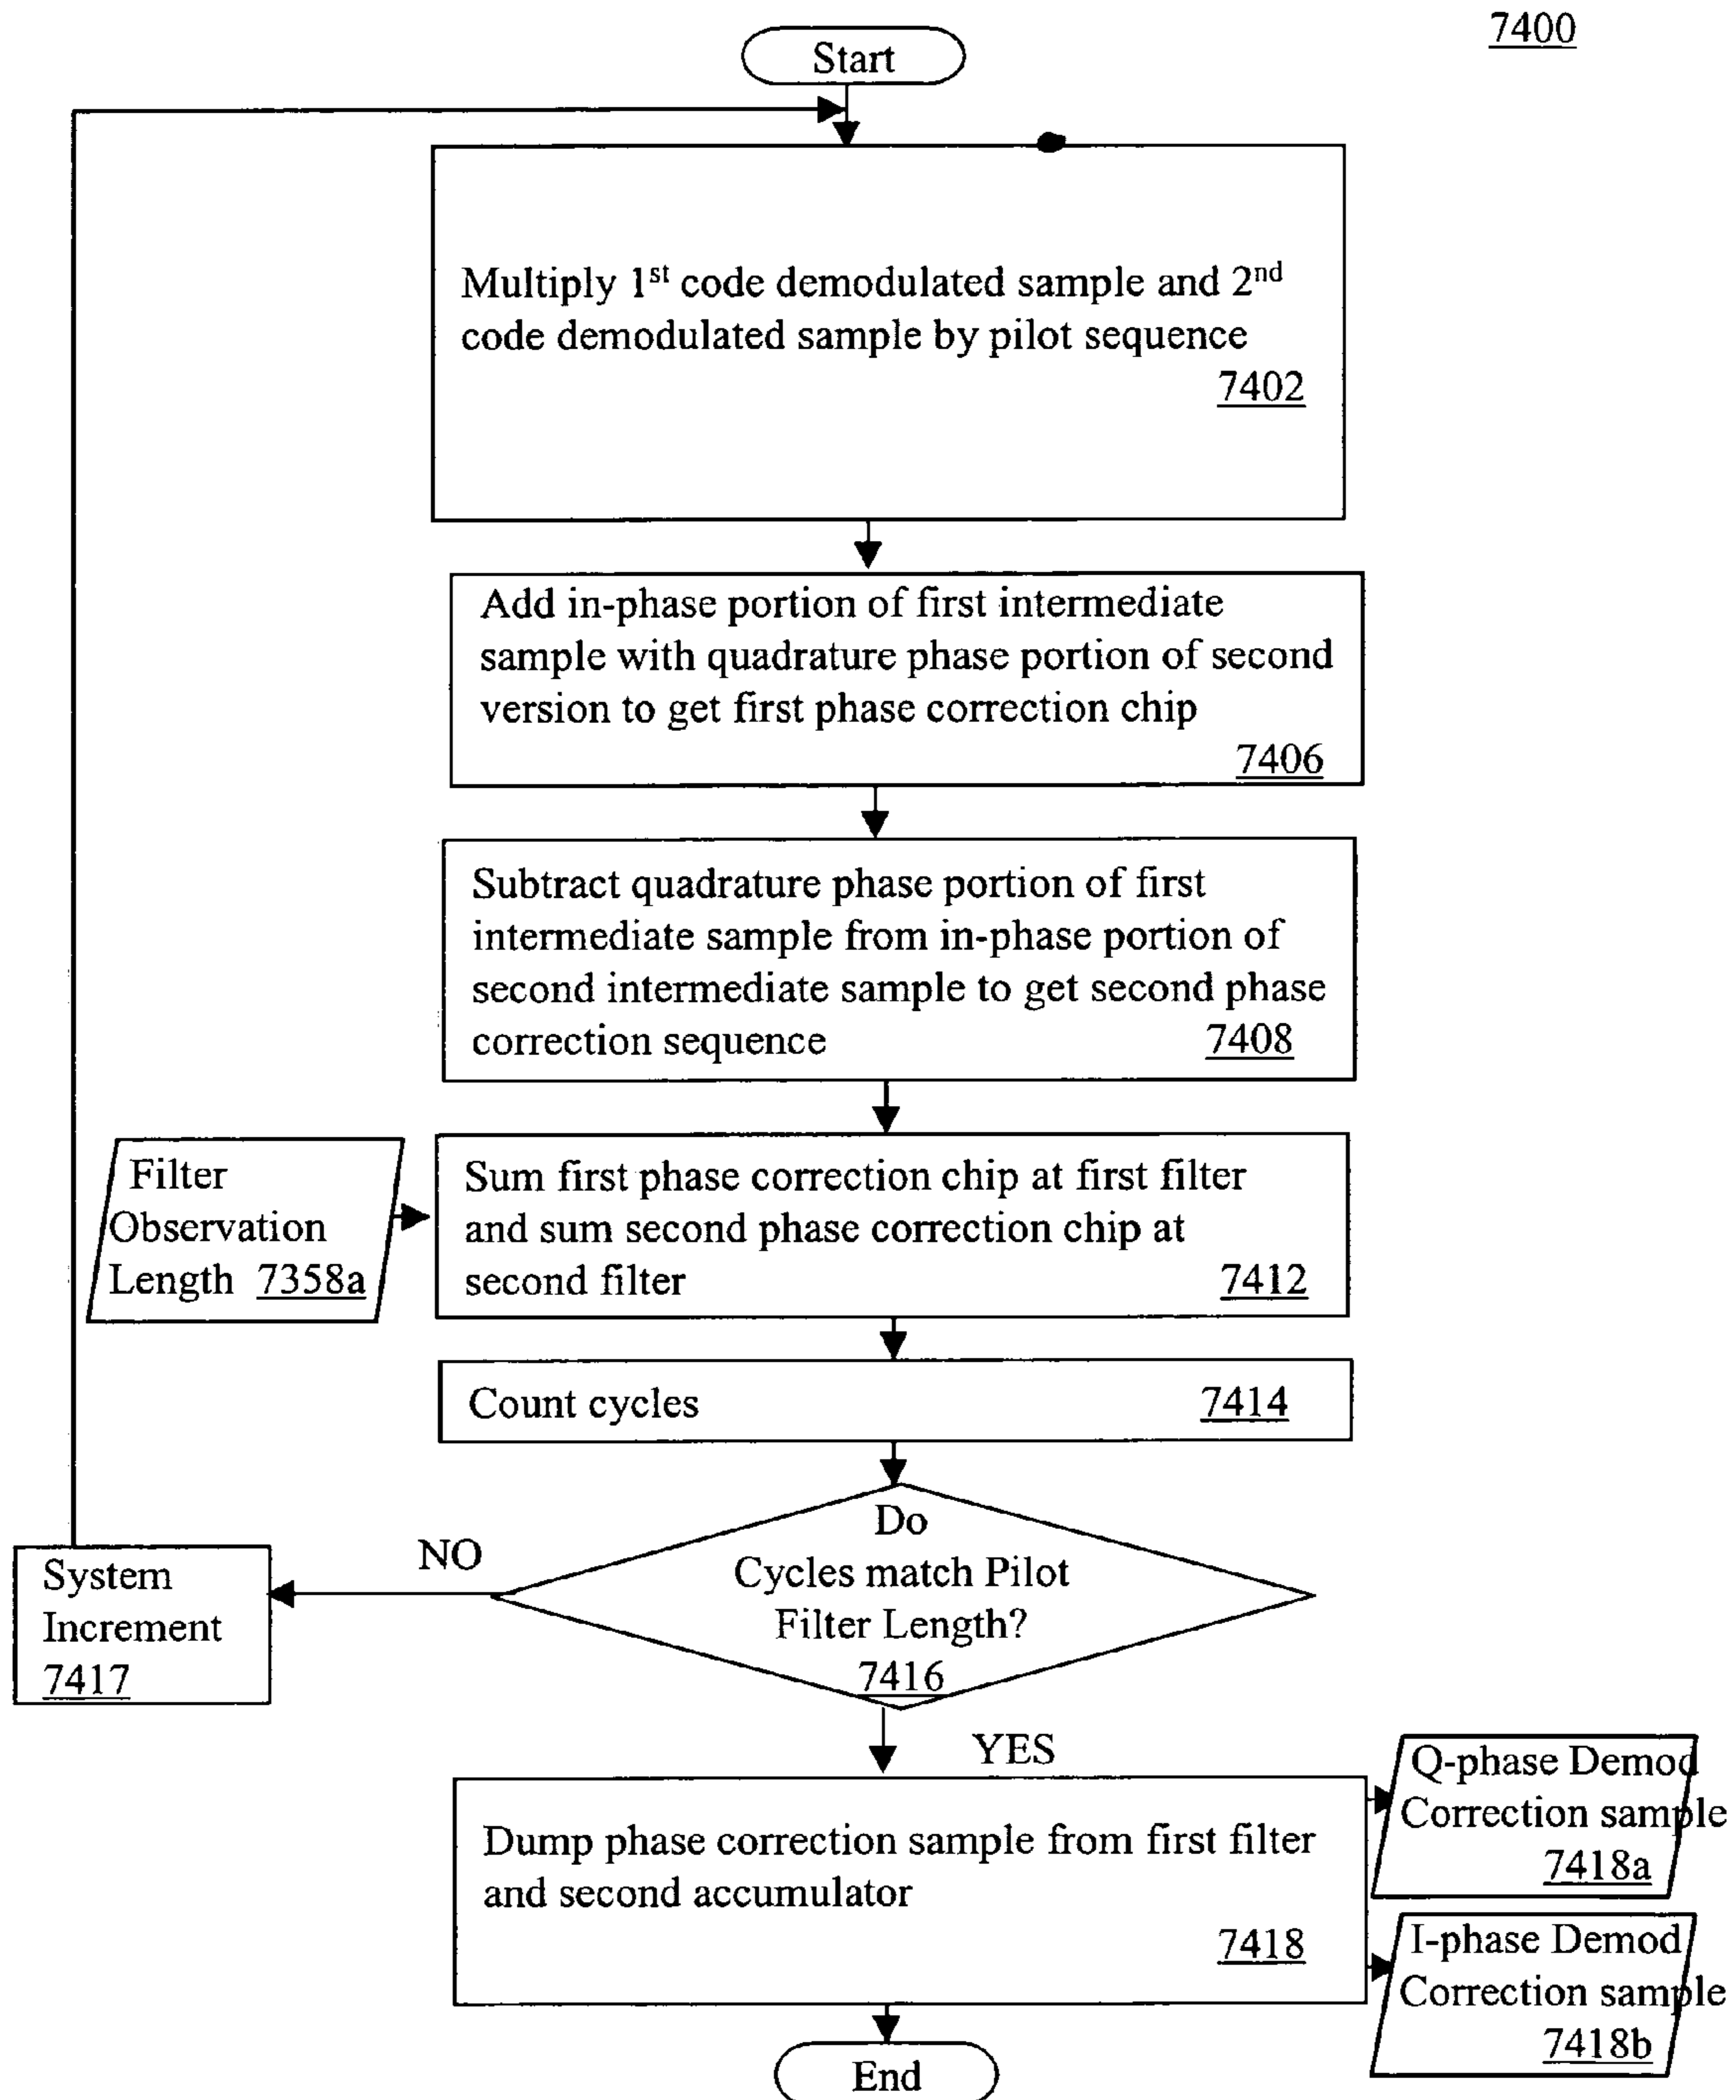 7400
Start
Multiply 1st code demodulated sample and 2nd
code demodulated sample by pilot sequence
7402
Add in-phase portion of first intermediate
sample with quadrature phase portion of second
version to get first phase correction chip
7406
Subtract quadrature phase portion of first
intermediate sample from in-phase portion of
second intermediate sample to get second phase
correction sequence 7408
Filter
Observation
Length 7358a
Sum first phase correction chip at first filter
and sum second phase correction chip at
second filter 7412
Count cycles 7414
Do
Cycles match Pilot
Filter Length?
7416
NO
System
Increment
7417
YES
Dump phase correction sample from first filter
and second accumulator
7418
Q-phase Demod
Correction sample
7418a
I-phase Demod
Correction sample
7418b
End